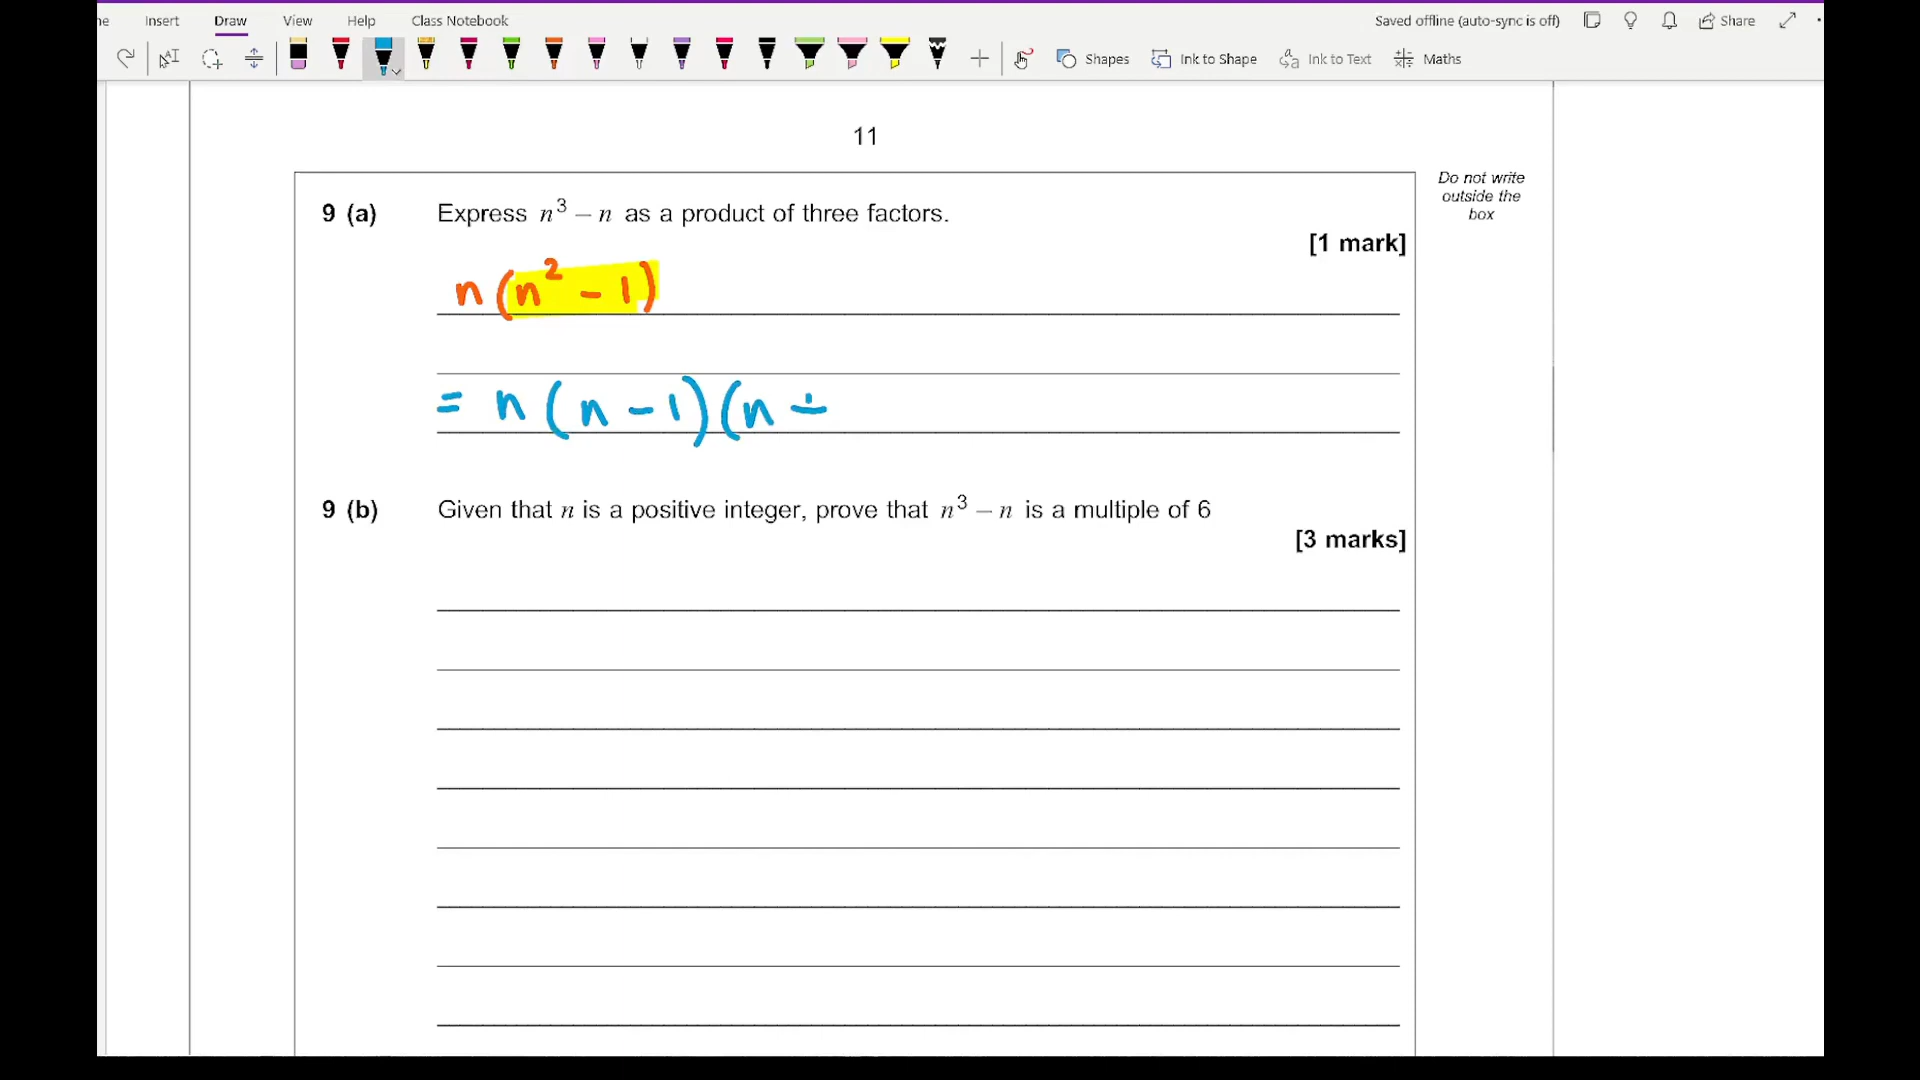 ne Insert Draw View Help Class Notebook Saved offline (auto-sync is off) Share
Shapes Ink to Shape Ink to Text Maths
11
Do not write
outside the
box
9 (a) Express n³ – n as a product of three factors.
[1 mark]
n(n² - 1)
= n(n - 1)(n +
9 (b) Given that n is a positive integer, prove that n³ – n is a multiple of 6
[3 marks]